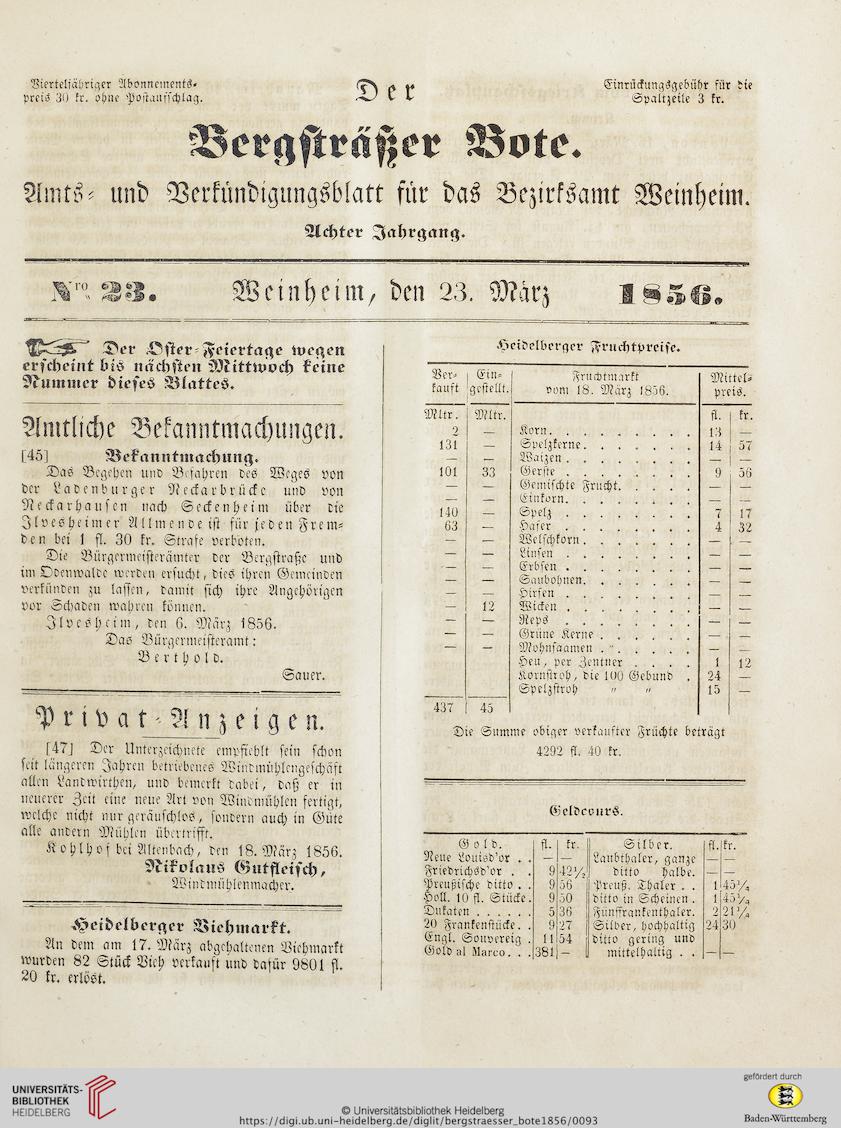 Vierteljähriger Abonnements-
preis 30 kr. ohne Postaufschlag.
Der
Einrückungsgebühr für die
Spaltzeile 3 kr.
Bergsträßer Bote.
Amts- und Verkündigungsblatt für das Bezirksamt Weinheim.
Achter Jahrgang.
Nro 23. Weinheim, den 23. März 1856.
Der Oster-Feiertage wegen
erscheint bis nächsten Mittwoch keine
Nummer dieses Blattes.
Amtliche Bekanntmachungen.
[45] Bekanntmachung.
Das Begehen und Befahren des Weges von
der Ladenburger Neckarbrücke und von
Neckarhausen nach Seckenheim über die
Ilvesheimer Allmende ist für jeden Frem-
den bei 1 fl. 30 kr. Strafe verboten.
Die Bürgermeisterämter der Bergstraße und
im Odenwalde werden ersucht, dies ihren Gemeinden
verkünden zu lassen, damit sich ihre Angehörigen
vor Schaden wahren können.
Ilvesheim, den 6. März 1856.
Das Bürgermeisteramt:
Berthold.
Sauer.
Privat-Anzeigen.
[47] Der Unterzeichnete empfiehlt sein schon
seit längeren Jahren betriebenes Windmühlengeschäft
allen Landwirthen, und bemerkt dabei, daß er in
neuerer Zeit eine neue Art von Windmühlen fertigt,
welche nicht nur geräuschlos, sondern auch in Güte
alle andern Mühlen übertrifft.
Kohlhof bei Altenbach, den 18. März 1856.
Nikolaus Gutfleisch,
Windmühlenmacher.
Heidelberger Viehmarkt.
An dem am 17. März abgehaltenen Viehmarkt
wurden 82 Stück Vieh verkauft und dafür 9801 fl.
20 kr. erlöst.
Heidelberger Fruchtpreise.
Ver- Ein- Fruchtmarkt Mittel-
kauft gestellt. vom 18. März 1856. preis.
Mltr. Mltr. fl. kr.
2 — Korn. . . . . . . . . 13 —
131 — Spelzkerne. . . . . . . . 14 57
— — Waizen . . . . . . . . — —
101 33 Gerste . . . . . . . . 9 56
— — Gemischte Frucht. . . . . — —
— — Einkorn. . . . . . . . — —
140 — Spelz . . . . . . . . 7 17
63 — Hafer . . . . . . . . 4 32
— — Welschkorn. . . . . . . — —
— — Linsen . . . . . . . . — —
— — Erbsen . . . . . . . . — —
— — Saubohnen. . . . . . . — —
— — Hirsen . . . . . . . . — —
— 12 Wicken . . . . . . . . — —
— — Reps . . . . . . . . — —
— — Grüne Kerne . . . . . . — —
— — Mohnsaamen . . . . . . — —
Heu, per Zentner . . . . 1 12
Kornstroh, die 100 Gebund . 24 —
Spelzstroh " " 15 —
437 45
Die Summe obiger verkaufter Früchte beträgt
4292 fl. 40 kr.
Geldcours.
Gold. fl. kr. Silber. fl. kr.
Neue Louisd'or . . — — Laubthaler, ganze — —
Friedrichsd'or . . 9 42½ ditto halbe. — —
Preußische ditto . . 9 56 Preuß. Thaler . . 1 45¼
Holl. 10 fl. Stücke. 9 50 ditto in Scheinen . 1 45¼
Dukaten . . . . . . 5 36 Fünffrankenthaler. 2 21¼
20 Frankenstücke. . 9 27 Silber, hochhaltig 24 30
Engl. Souvereig . 11 54 ditto gering und
Gold al Marco. . . 381 — mittelhaltig . . — —
UNIVERSITÄTS-
BIBLIOTHEK
HEIDELBERG
© Universitätsbibliothek Heidelberg
https://digi.ub.uni-heidelberg.de/diglit/bergstraesser_bote1856/0093
gefördert durch
Baden-Württemberg